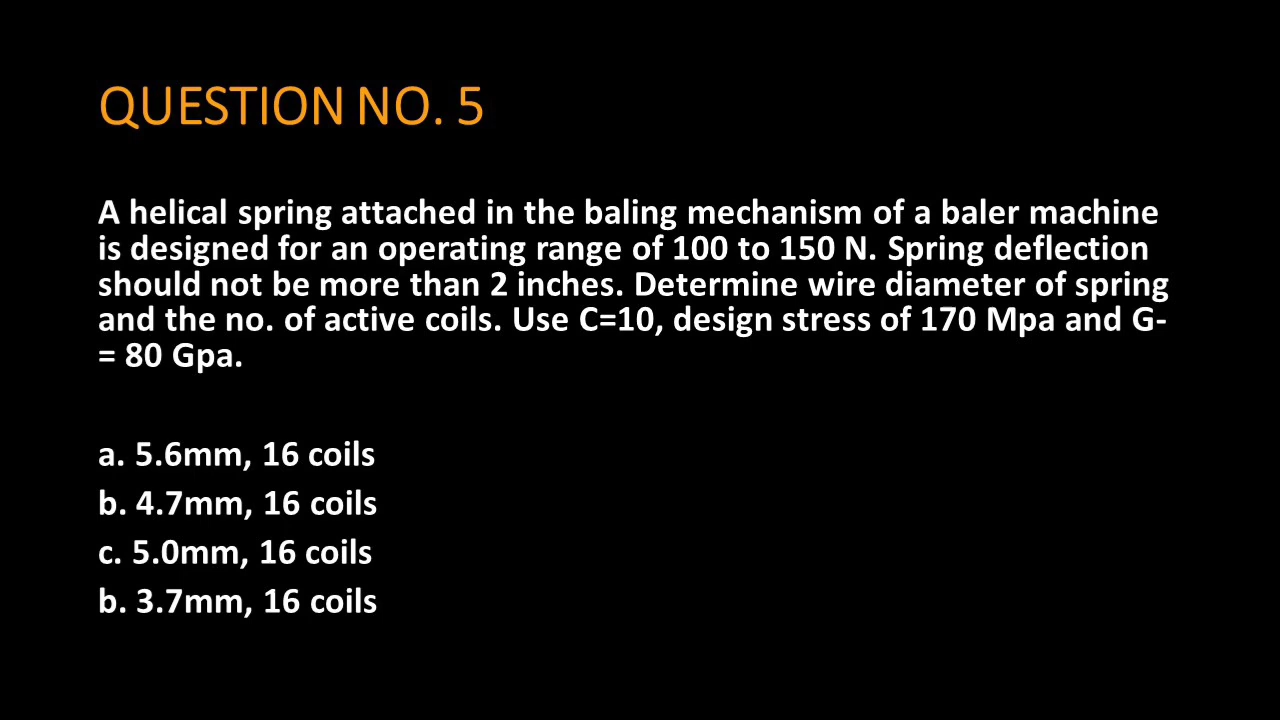 QUESTION NO. 5
A helical spring attached in the baling mechanism of a baler machine
is designed for an operating range of 100 to 150 N. Spring deflection
should not be more than 2 inches. Determine wire diameter of spring
and the no. of active coils. Use C=10, design stress of 170 Mpa and G-
= 80 Gpa.
a. 5.6mm, 16 coils
b. 4.7mm, 16 coils
c. 5.0mm, 16 coils
b. 3.7mm, 16 coils